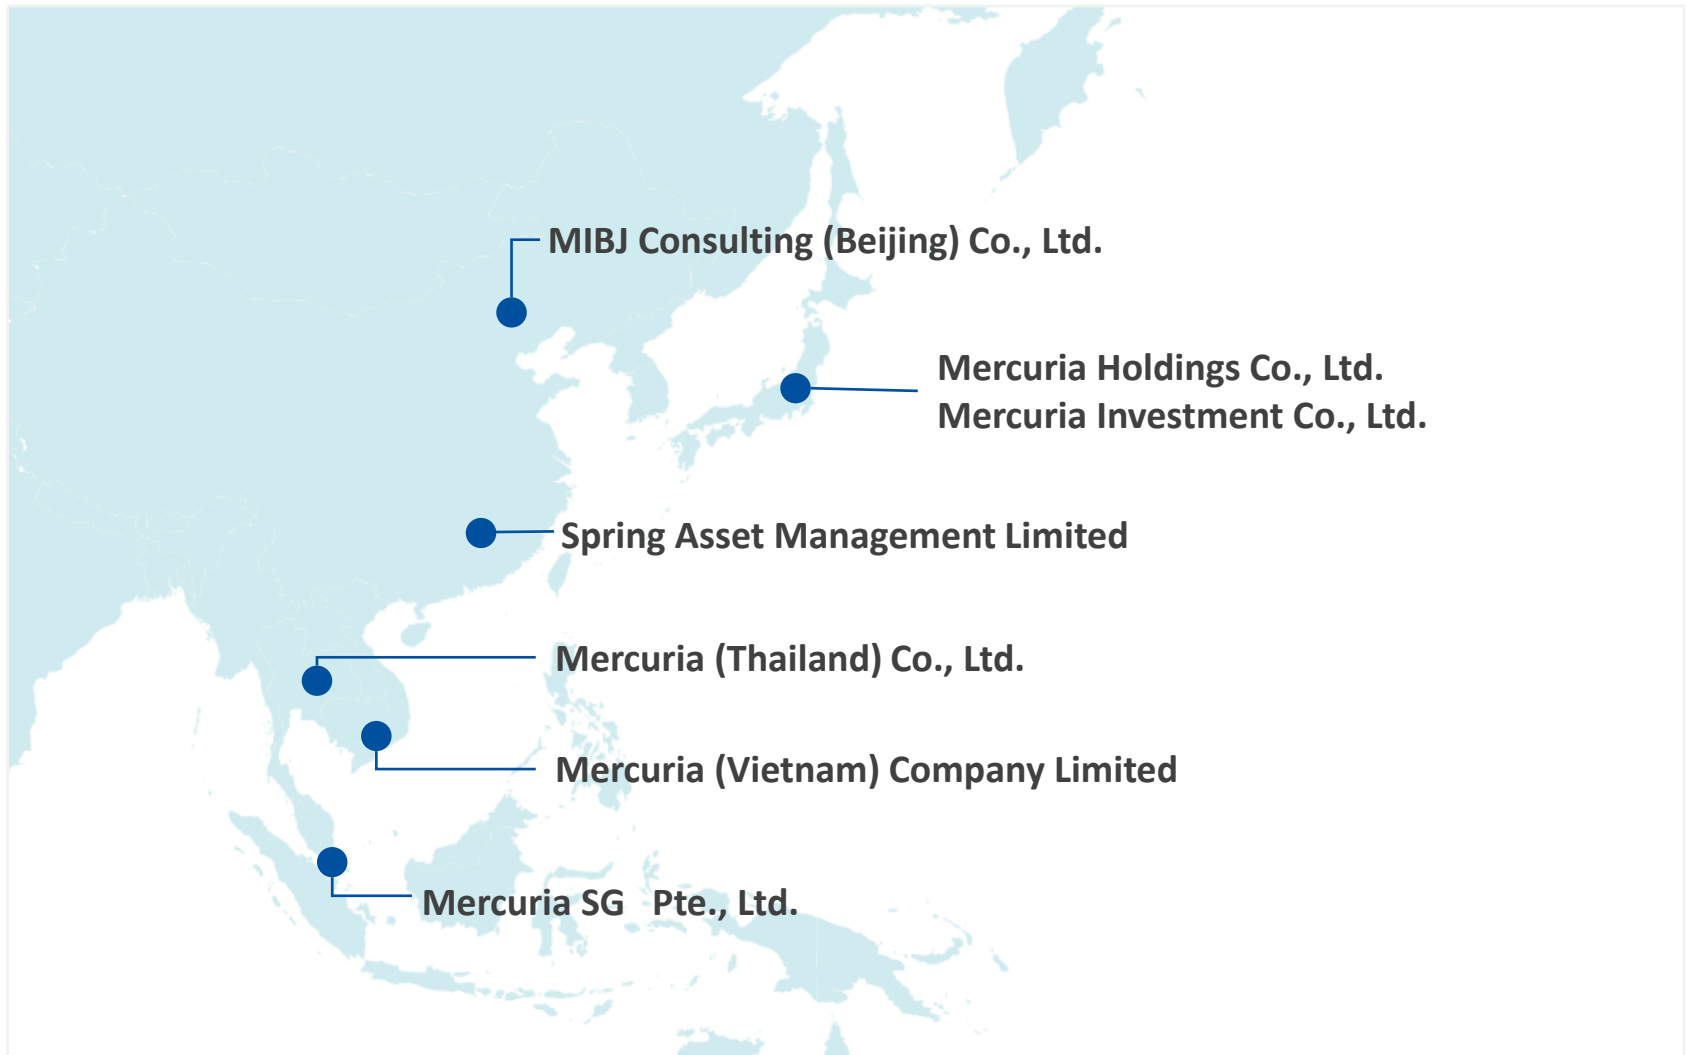 MIBJ Consulting (Beijing) Co., Ltd.
Mercuria Holdings Co., Ltd.
Mercuria Investment Co., Ltd.
Spring Asset Management Limited
Mercuria (Thailand) Co., Ltd.
Mercuria (Vietnam) Company Limited
Mercuria SG Pte., Ltd.